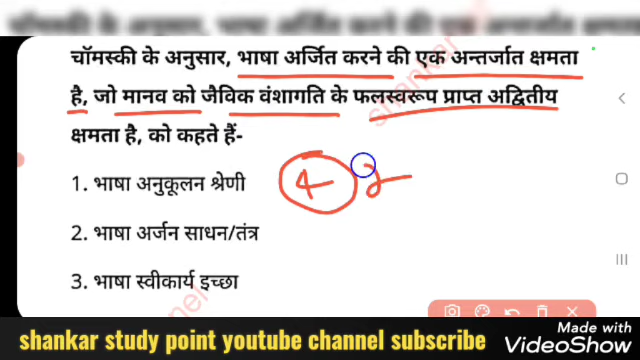 चॉमस्की के अनुसार, भाषा अर्जित करने की एक अन्तर्जात क्षमता
है, जो मानव को जैविक वंशागति के फलस्वरूप प्राप्त अद्वितीय
क्षमता है, को कहते हैं-
1. भाषा अनुकूलन श्रेणी
4 2
2. भाषा अर्जन साधन/तंत्र
3. भाषा स्वीकार्य इच्छा
Made with
VideoShow
shankar study point youtube channel subscribe